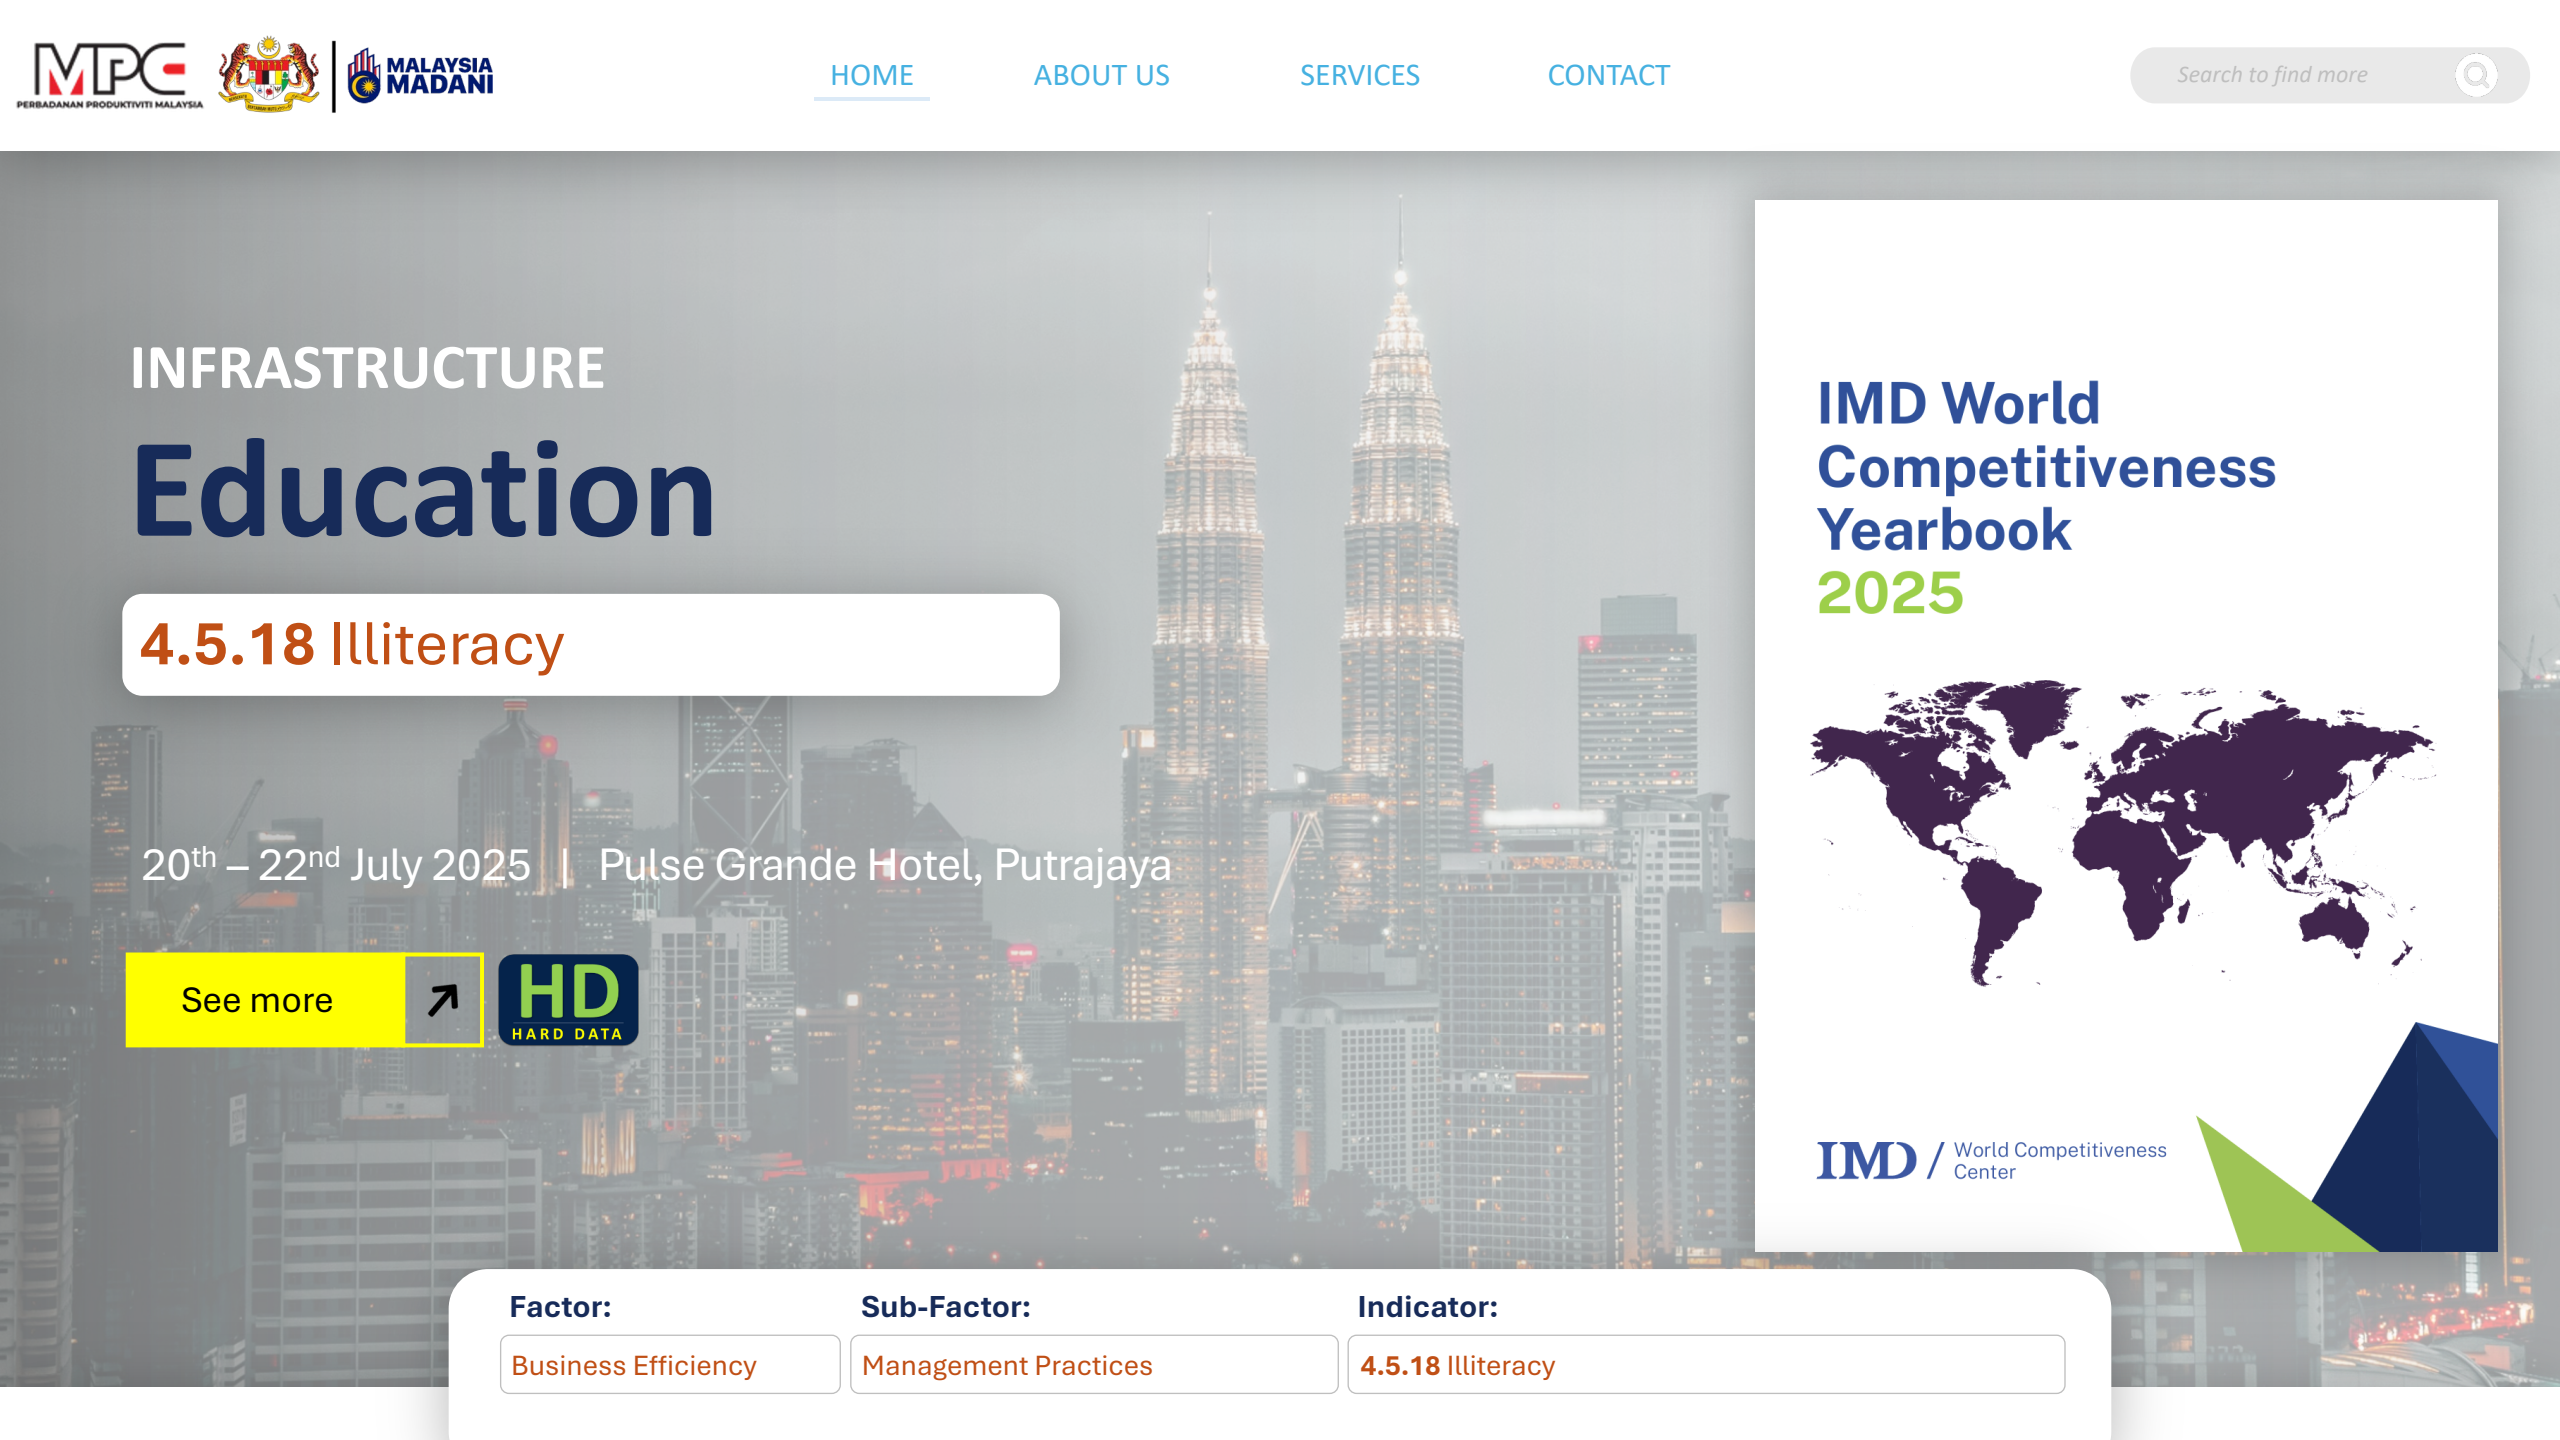 MPC
PERBADANAN PRODUKTIVITI MALAYSIA
MALAYSIA
MADANI
HOME
ABOUT US
SERVICES
CONTACT
Search to find more
INFRASTRUCTURE
Education
4.5.18 Illiteracy
20th – 22nd July 2025 | Pulse Grande Hotel, Putrajaya
See more
HD
HARD DATA
IMD World
Competitiveness
Yearbook
2025
IMD / World Competitiveness
Center
Factor:
Sub-Factor:
Indicator:
Business Efficiency
Management Practices
4.5.18 Illiteracy